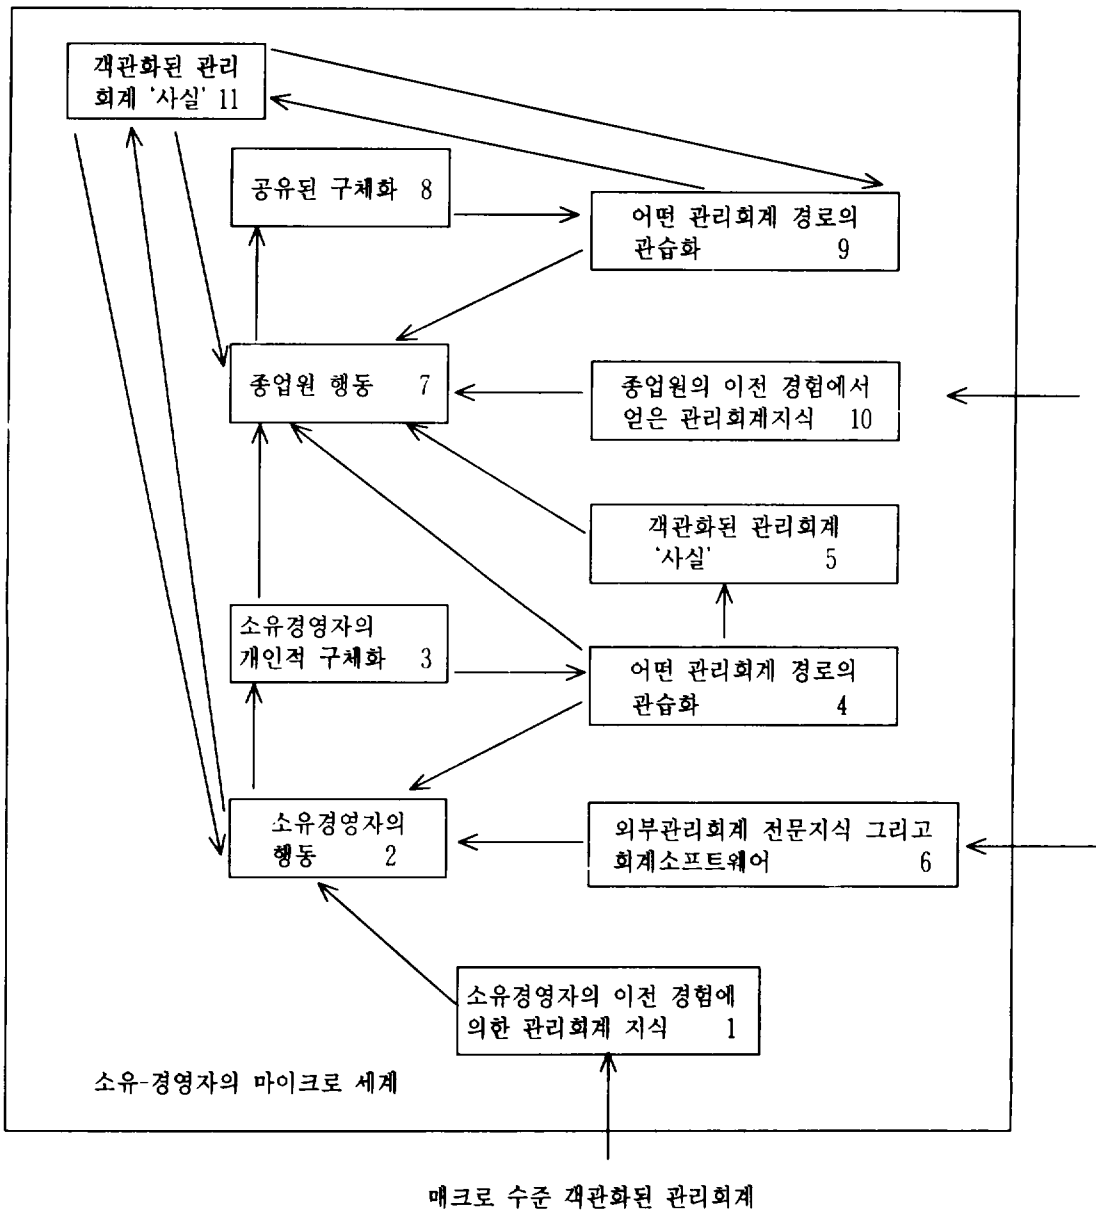 객관화된 관리
회계 '사실' 11
공유된 구체화 8
어떤 관리회계 경로의
관습화 9
종업원 행동 7
종업원의 이전 경험에서
얻은 관리회계지식 10
객관화된 관리회계
'사실' 5
소유경영자의
개인적 구체화 3
어떤 관리회계 경로의
관습화 4
소유경영자의
행동 2
외부관리회계 전문지식 그리고
회계소프트웨어 6
소유경영자의 이전 경험에
의한 관리회계 지식 1
소유-경영자의 마이크로 세계
매크로 수준 객관화된 관리회계